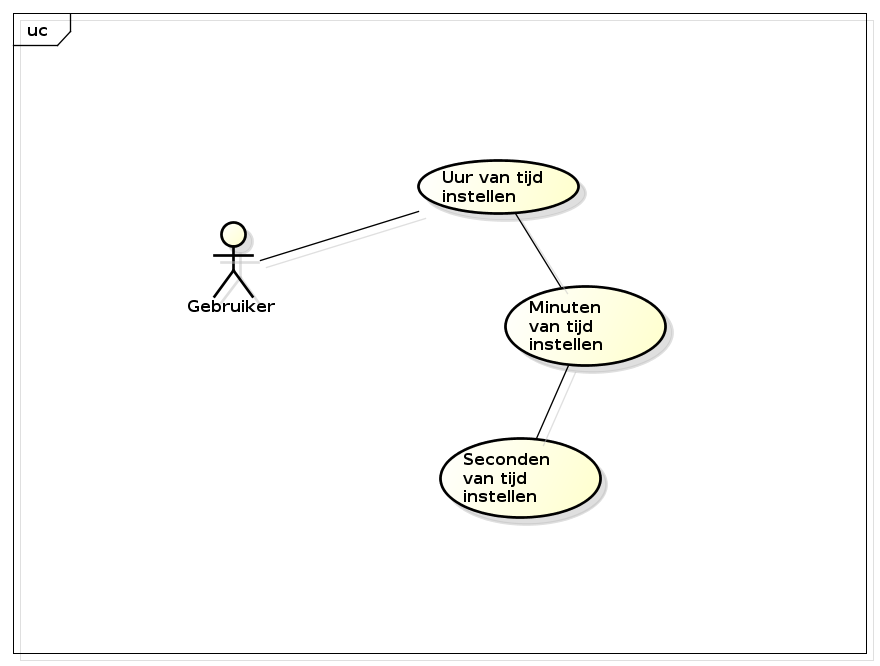 uc
Uur van tijd
instellen
Gebruiker
Minuten
van tijd
instellen
Seconden
van tijd
instellen